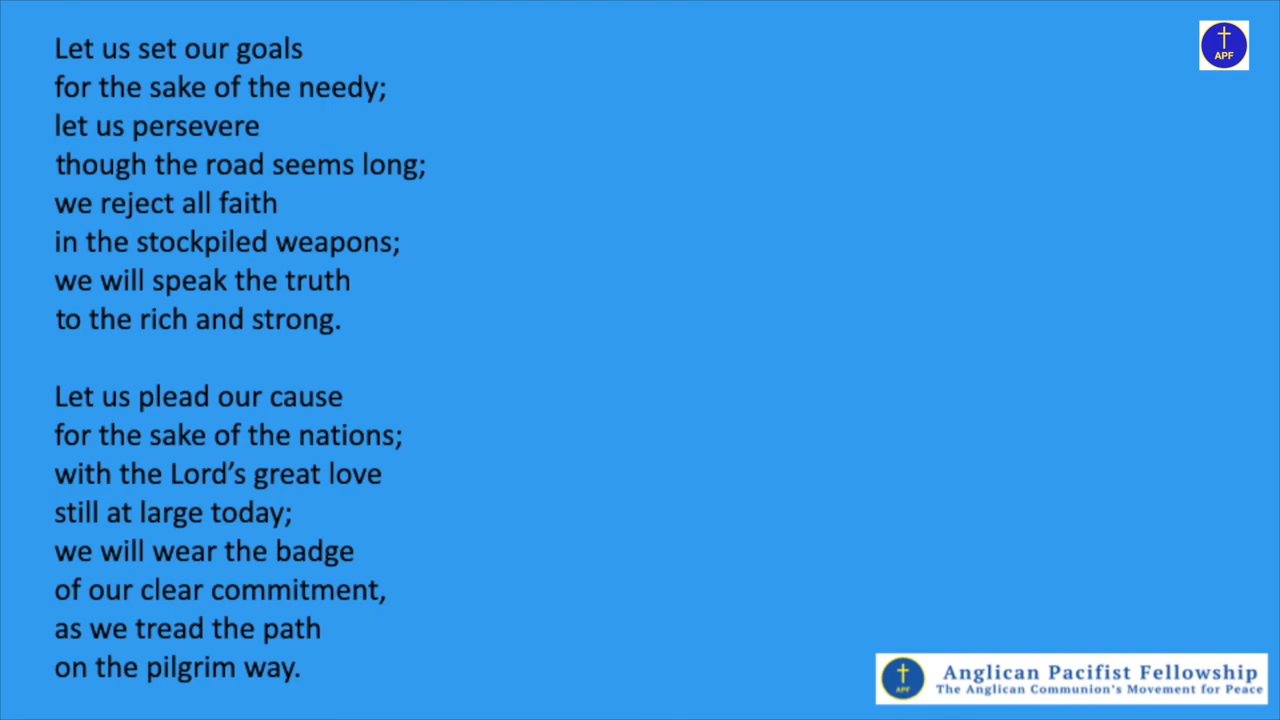 Let us set our goals
for the sake of the needy;
let us persevere
though the road seems long;
we reject all faith
in the stockpiled weapons;
we will speak the truth
to the rich and strong.
Let us plead our cause
for the sake of the nations;
with the Lord’s great love
still at large today;
we will wear the badge
of our clear commitment,
as we tread the path
on the pilgrim way.
APF
APF
Anglican Pacifist Fellowship
The Anglican Communion's Movement for Peace